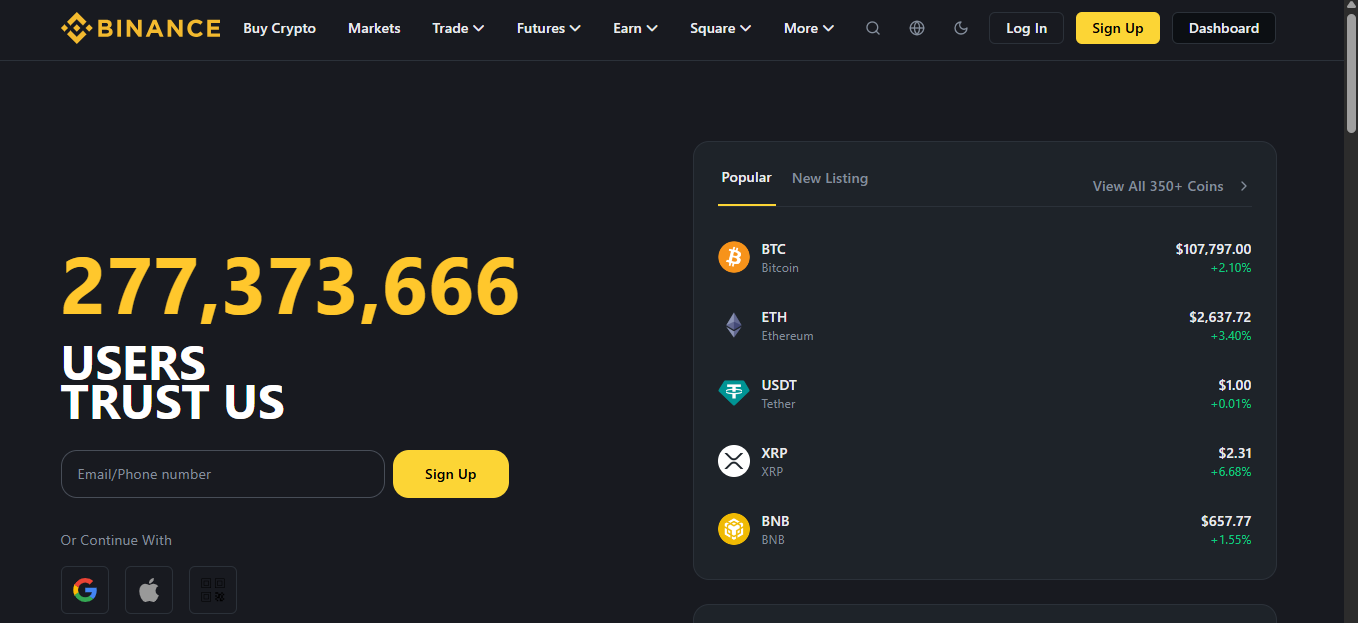 BINANCE Buy Crypto Markets Trade Futures Earn Square More Log In Sign Up Dashboard
277,373,666
USERS
TRUST US
Email/Phone number Sign Up
Or Continue With
Popular New Listing View All 350+ Coins
BTC $107,797.00
Bitcoin +2.10%
ETH $2,637.72
Ethereum +3.40%
USDT $1.00
Tether +0.01%
XRP $2.31
XRP +6.68%
BNB $657.77
BNB +1.55%